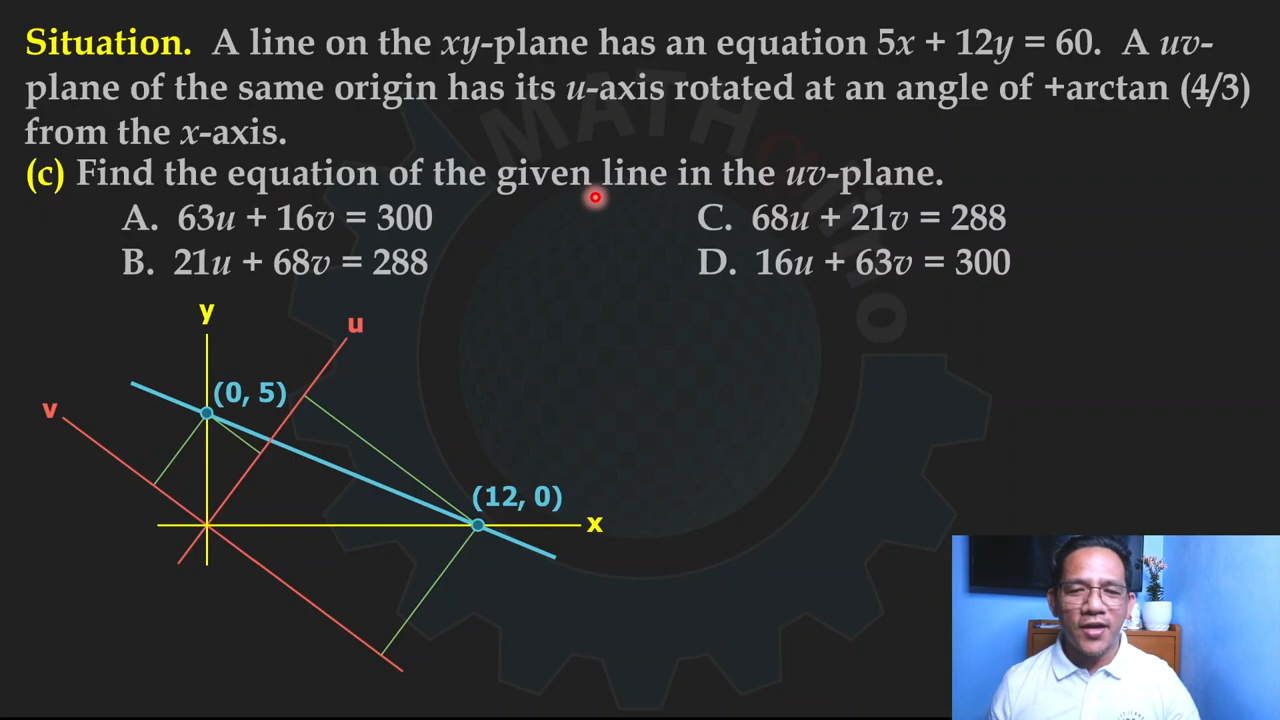 Situation. A line on the xy-plane has an equation 5x + 12y = 60. A uv-
plane of the same origin has its u-axis rotated at an angle of +arctan (4/3)
from the x-axis.
(c) Find the equation of the given line in the uv-plane.
A. 63u + 16v = 300
C. 68u + 21v = 288
B. 21u + 68v = 288
D. 16u + 63v = 300
MATHalino
y
u
(0, 5)
v
(12, 0)
x